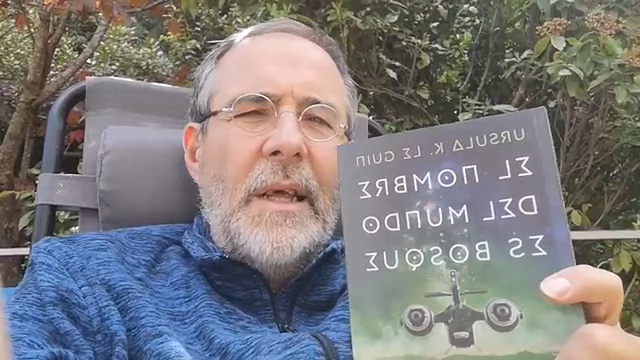 URSULA K. LE GUIN
EL NOMBRE
DEL MUNDO
ES BOSQUE